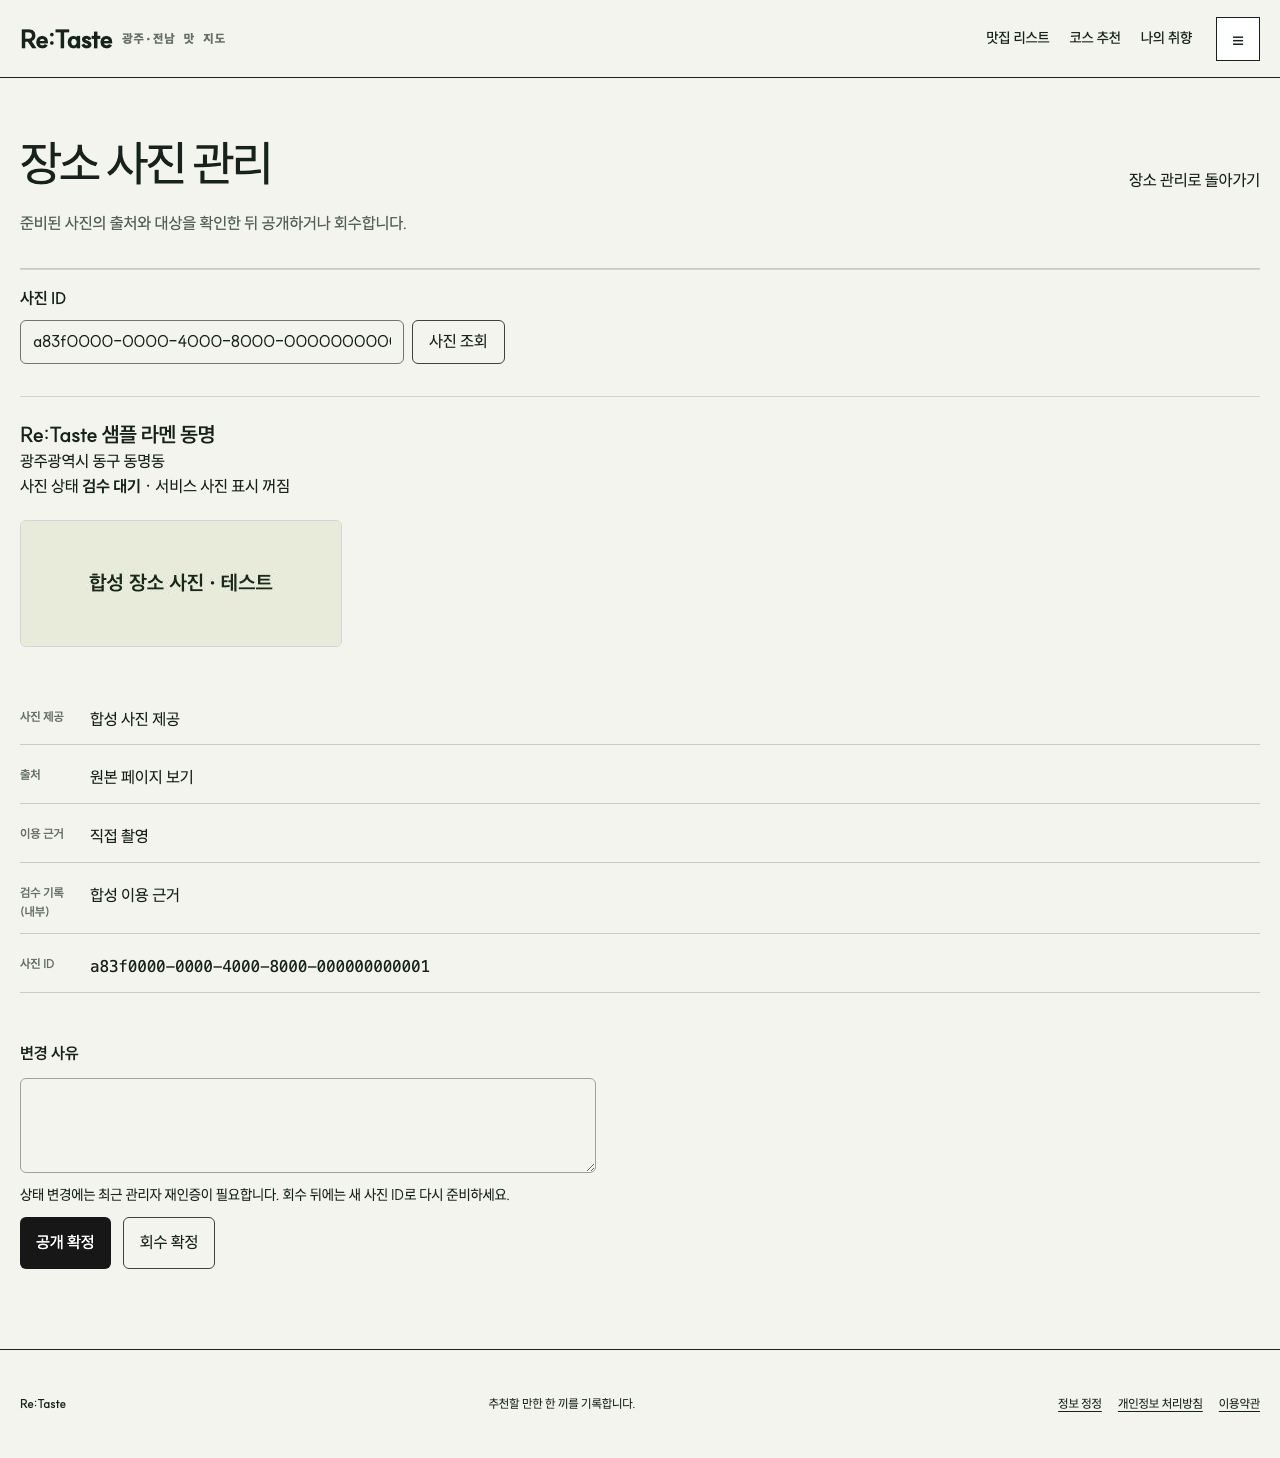 Re:Taste 광주·전남 맛 지도
맛집 리스트 코스 추천 나의 취향
장소 사진 관리
장소 관리로 돌아가기
준비된 사진의 출처와 대상을 확인한 뒤 공개하거나 회수합니다.
사진 ID
a83f0000-0000-4000-8000-0000000000
사진 조회
Re:Taste 샘플 라멘 동명
광주광역시 동구 동명동
사진 상태 검수 대기 · 서비스 사진 표시 꺼짐
합성 장소 사진 · 테스트
사진 제공 합성 사진 제공
출처 원본 페이지 보기
이용 근거 직접 촬영
검수 기록 합성 이용 근거
(내부)
사진 ID a83f0000-0000-4000-8000-000000000001
변경 사유
상태 변경에는 최근 관리자 재인증이 필요합니다. 회수 뒤에는 새 사진 ID로 다시 준비하세요.
공개 확정 회수 확정
Re:Taste 추천할 만한 한 끼를 기록합니다. 정보 정정 개인정보 처리방침 이용약관